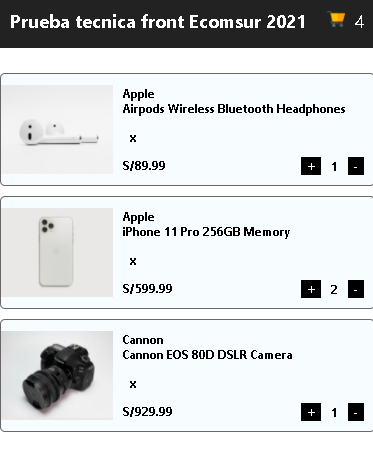 Prueba tecnica front Ecomsur 2021 4
Apple
Airpods Wireless Bluetooth Headphones
x
S/89.99 + 1 -
Apple
iPhone 11 Pro 256GB Memory
x
S/599.99 + 2 -
Cannon
Cannon EOS 80D DSLR Camera
x
S/929.99 + 1 -